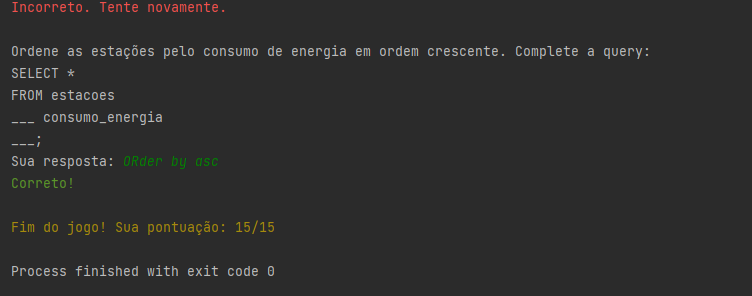 Incorreto. Tente novamente.
Ordene as estações pelo consumo de energia em ordem crescente. Complete a query:
SELECT *
FROM estacoes
___ consumo_energia
___;
Sua resposta: ORder by asc
Correto!
Fim do jogo! Sua pontuação: 15/15
Process finished with exit code 0